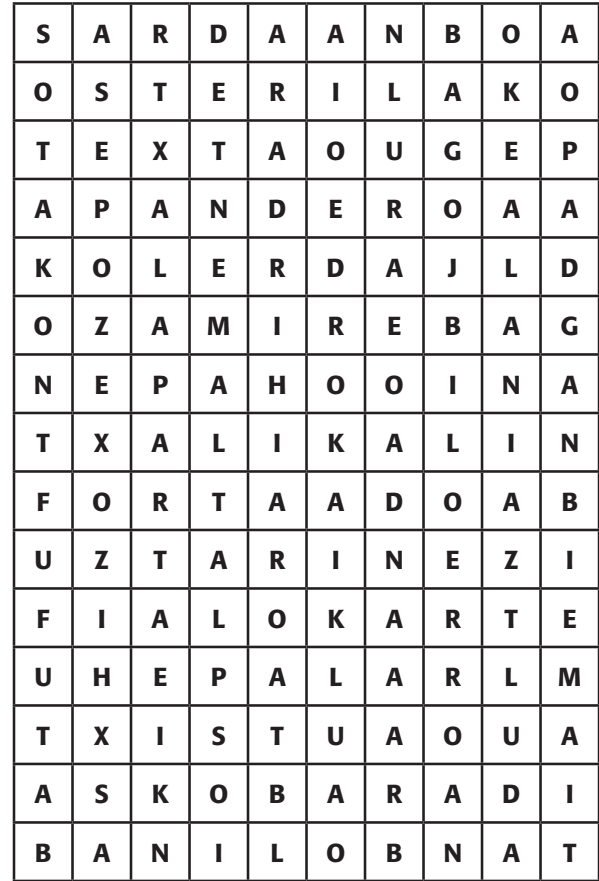 S A R D A A N B O A
O S T E R I L A K O
T E X T A O U G E P
A P A N D E R O A A
K O L E R D A J L D
O Z A M I R E B A G
N E P A H O O I N A
T X A L I K A L I N
F O R T A A D O A B
U Z T A R I N E Z I
F I A L O K A R T E
U H E P A L A R L M
T X I S T U A O U A
A S K O B A R A D I
B A N I L O B N A T